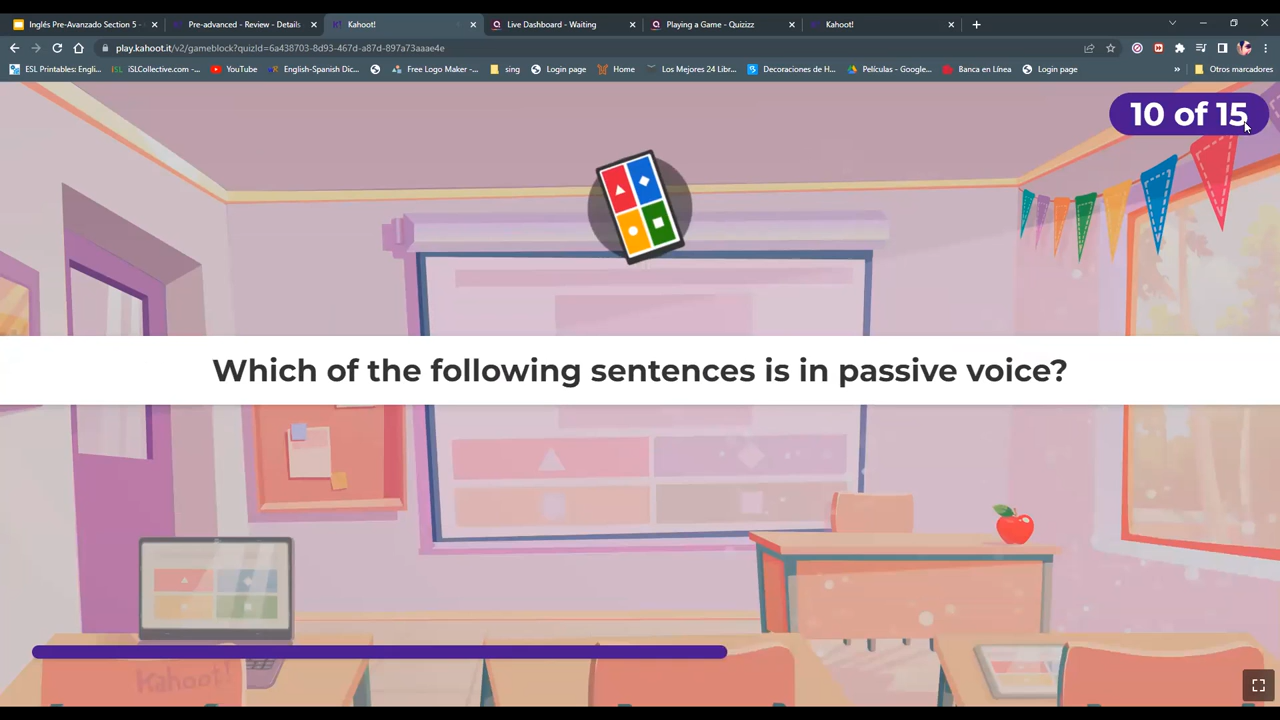 Inglés Pre-Avanzado Section 5 -
Pre-advanced - Review - Details
Kahoot!
Live Dashboard - Waiting
Playing a Game - Quizizz
Kahoot!
play.kahoot.it/v2/gameblock?quizId=6a438703-8d93-467d-a87d-897a73aaae4e
ESL Printables: Engli...
iSLCollective.com -...
YouTube
English-Spanish Dic...
Free Logo Maker -...
sing
Login page
Home
Los Mejores 24 Libr...
Decoraciones de H...
Películas - Google...
Banca en Línea
Login page
Otros marcadores
10 of 15
Which of the following sentences is in passive voice?
Kahoot!